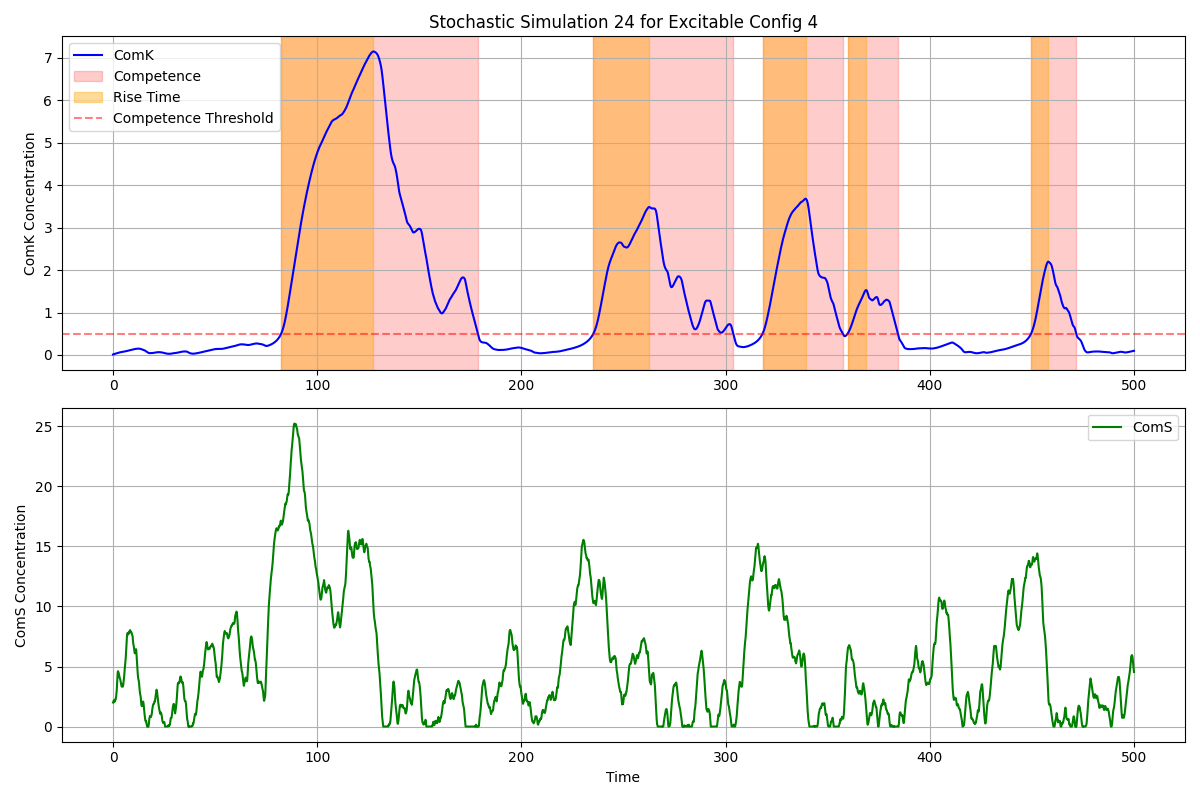 Stochastic Simulation 24 for Excitable Config 4
ComK Concentration
7
6
5
4
3
2
1
0
ComK
Competence
Rise Time
Competence Threshold
0 100 200 300 400 500
ComS Concentration
25
20
15
10
5
0
ComS
0 100 200 300 400 500
Time